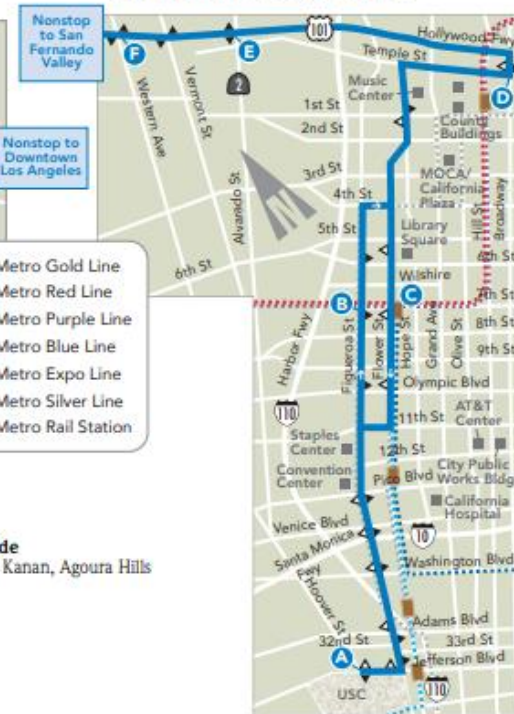 Nonstop
to San
Fernando
Valley
F
E
101
Hollywood Fwy
Temple St
D
2
Music
Center
County
Buildings
Western Ave
Vermont St
Alvarado St
1st St
2nd St
3rd St
4th St
5th St
6th St
N
MOCA/
California
Plaza
Hill St
Broadway
Library
Square
6th St
Wilshire
Nonstop to
Downtown
Los Angeles
Metro Gold Line
Metro Red Line
Metro Purple Line
Metro Blue Line
Metro Expo Line
Metro Silver Line
Metro Rail Station
B
C
7th St
8th St
9th St
Harbor Fwy
Figueroa St
Flower St
Hope St
Grand Ave
Olive St
Olympic Blvd
110
11th St
AT&T
Center
Staples
Center
12th St
Convention
Center
Pico Blvd
City Public
Works Bldg
California
Hospital
de
Kanan, Agoura Hills
Venice Blvd
10
Santa Monica
Fwy
Washington Blvd
Hoover St
Adams Blvd
32nd St
33rd St
A
Jefferson Blvd
USC
110